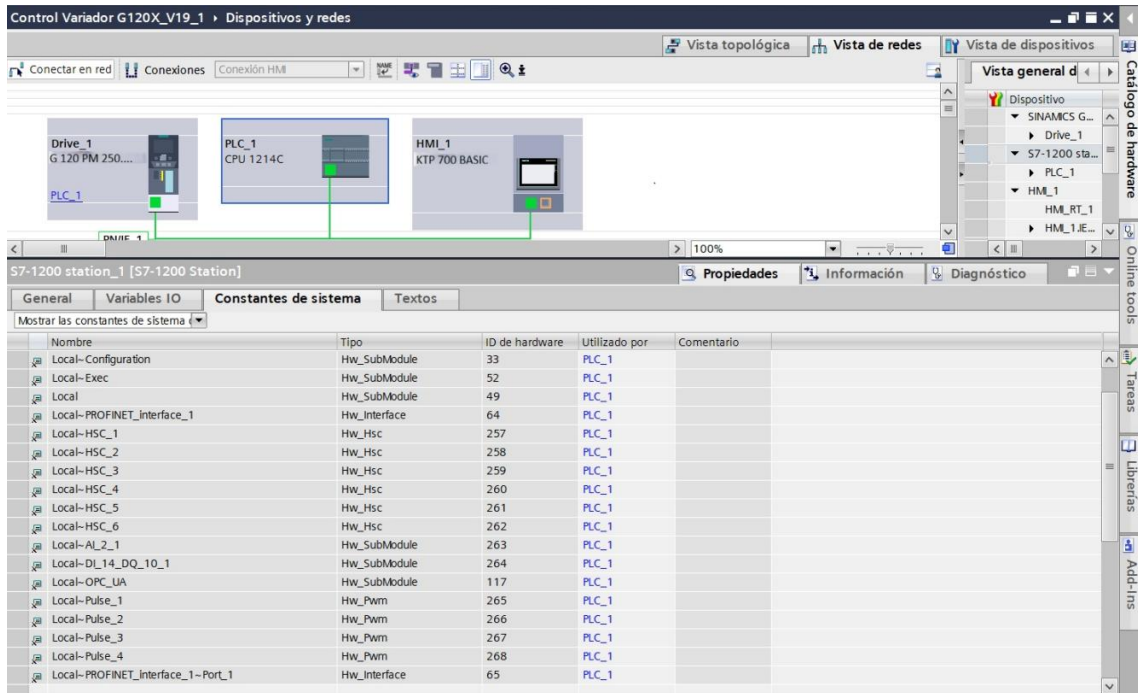 Control Variador G120X_V19_1 ▸ Dispositivos y redes
Vista topológica Vista de redes Vista de dispositivos
Conectar en red Conexiones Conexión HMI
Vista general d
Dispositivo
SINAMICS G...
Drive_1
S7-1200 sta...
PLC_1
HMI_1
HMI_RT_1
HMI_1.IE...
Drive_1
G 120 PM 250....
PLC_1
PLC_1
CPU 1214C
HMI_1
KTP 700 BASIC
PN/IE_1
100%
S7-1200 station_1 [S7-1200 Station]
Propiedades Información Diagnóstico
General Variables IO Constantes de sistema Textos
Mostrar las constantes de sistema
Nombre Tipo ID de hardware Utilizado por Comentario
Local~Configuration Hw_SubModule 33 PLC_1
Local~Exec Hw_SubModule 52 PLC_1
Local Hw_SubModule 49 PLC_1
Local~PROFINET_interface_1 Hw_Interface 64 PLC_1
Local~HSC_1 Hw_Hsc 257 PLC_1
Local~HSC_2 Hw_Hsc 258 PLC_1
Local~HSC_3 Hw_Hsc 259 PLC_1
Local~HSC_4 Hw_Hsc 260 PLC_1
Local~HSC_5 Hw_Hsc 261 PLC_1
Local~HSC_6 Hw_Hsc 262 PLC_1
Local~AI_2_1 Hw_SubModule 263 PLC_1
Local~DI_14_DQ_10_1 Hw_SubModule 264 PLC_1
Local~OPC_UA Hw_SubModule 117 PLC_1
Local~Pulse_1 Hw_Pwm 265 PLC_1
Local~Pulse_2 Hw_Pwm 266 PLC_1
Local~Pulse_3 Hw_Pwm 267 PLC_1
Local~Pulse_4 Hw_Pwm 268 PLC_1
Local~PROFINET_interface_1~Port_1 Hw_Interface 65 PLC_1
Catálogo de hardware
Online tools
Tareas
Librerías
Add-Ins